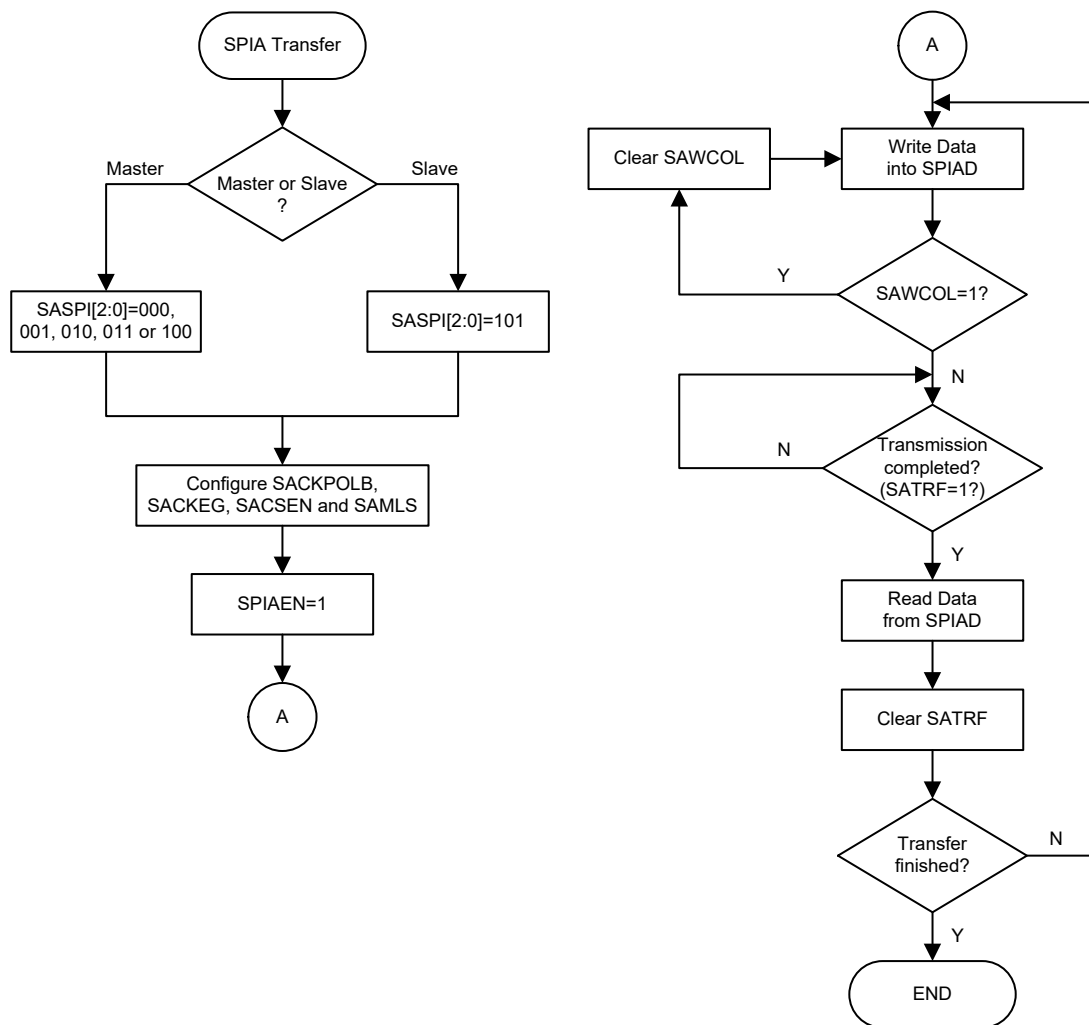 SPIA Transfer
Master
Master or Slave
?
Slave
SASPI[2:0]=000,
001, 010, 011 or 100
SASPI[2:0]=101
Configure SACKPOLB,
SACKEG, SACSEN and SAMLS
SPIAEN=1
A
A
Clear SAWCOL
Write Data
into SPIAD
Y
SAWCOL=1?
N
N
Transmission
completed?
(SATRF=1?)
Y
Read Data
from SPIAD
Clear SATRF
Transfer
finished?
N
Y
END